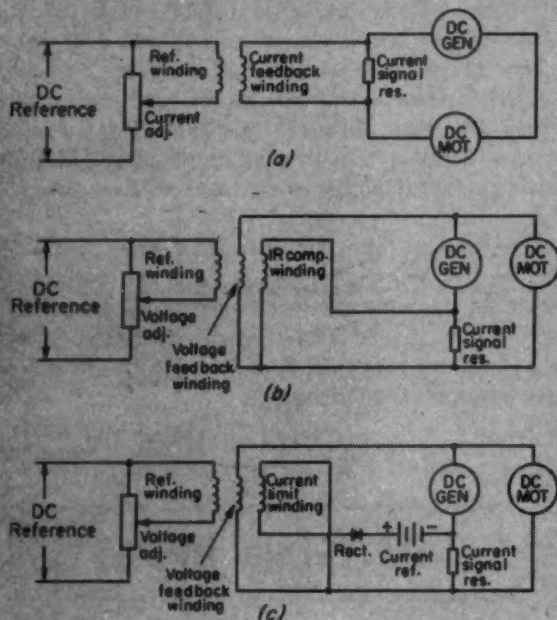 DC
GEN
Ref.
winding
Current
feedback
winding
Current
signal
res.
DC
Reference
Current
adj.
DC
MOT
(a)
Ref.
winding
IR comp.
winding
DC
GEN
DC
MOT
DC
Reference
Voltage
adj.
Current
signal
res.
Voltage
feedback
winding
(b)
Ref.
winding
Current
limit
winding
DC
GEN
DC
MOT
DC
Reference
Voltage
adj.
+
−
Rect.
Current
ref.
Current
signal
res.
Voltage
feedback
winding
(c)